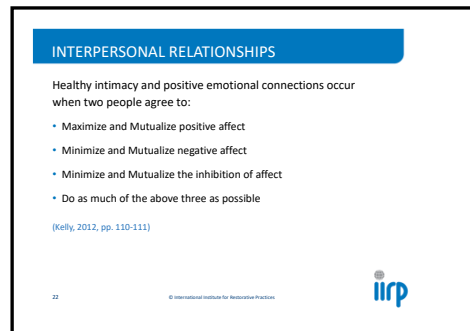 INTERPERSONAL RELATIONSHIPS
Healthy intimacy and positive emotional connections occur
when two people agree to:
• Maximize and Mutualize positive affect
• Minimize and Mutualize negative affect
• Minimize and Mutualize the inhibition of affect
• Do as much of the above three as possible
(Kelly, 2012, pp. 110-111)
22
© International Institute for Restorative Practices
iirp